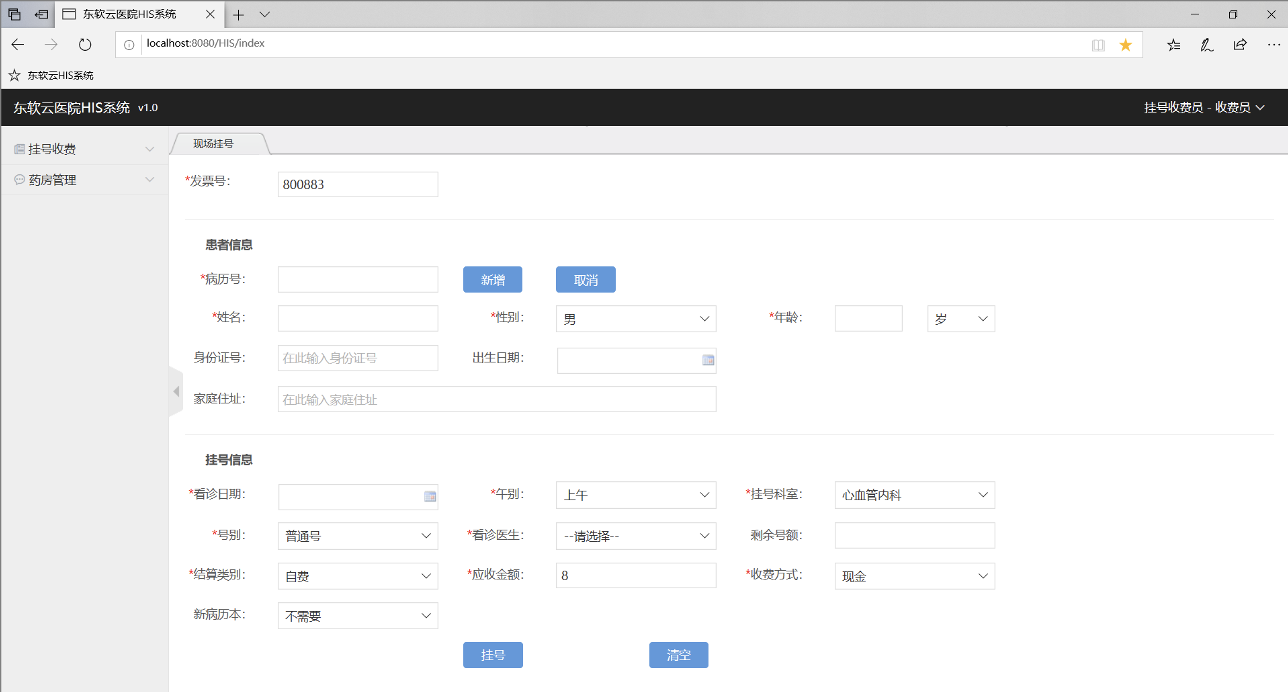 东软云医院HIS系统
localhost:8080/HIS/index
东软云HIS系统
东软云医院HIS系统 v1.0 挂号收费员 - 收费员
挂号收费
药房管理
现场挂号
*发票号: 800883
患者信息
*病历号: 新增 取消
*姓名: *性别: 男 *年龄: 岁
身份证号: 在此输入身份证号 出生日期:
家庭住址: 在此输入家庭住址
挂号信息
*看诊日期: *午别: 上午 *挂号科室: 心血管内科
*号别: 普通号 *看诊医生: --请选择-- 剩余号额:
*结算类别: 自费 *应收金额: 8 *收费方式: 现金
新病历本: 不需要
挂号 清空